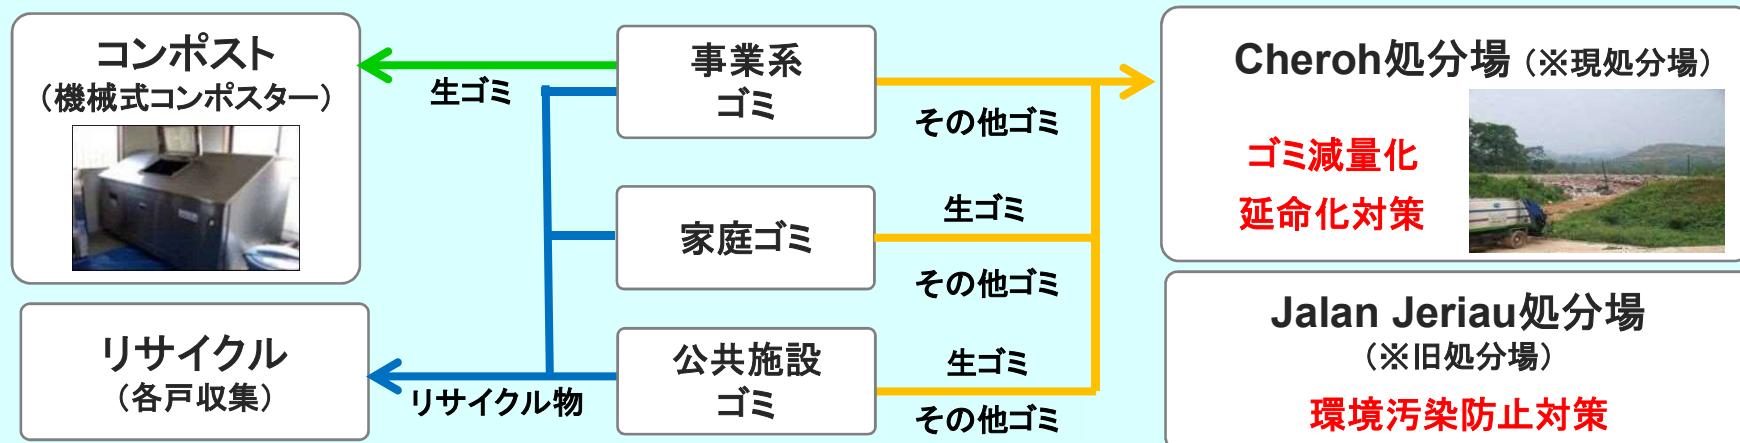 コンポスト
（機械式コンポスター）
リサイクル
（各戸収集）
生ゴミ
リサイクル物
事業系
ゴミ
家庭ゴミ
公共施設
ゴミ
その他ゴミ
生ゴミ
その他ゴミ
生ゴミ
その他ゴミ
Cheroh処分場（※現処分場）
ゴミ減量化
延命化対策
Jalan Jeriau処分場
（※旧処分場）
環境汚染防止対策